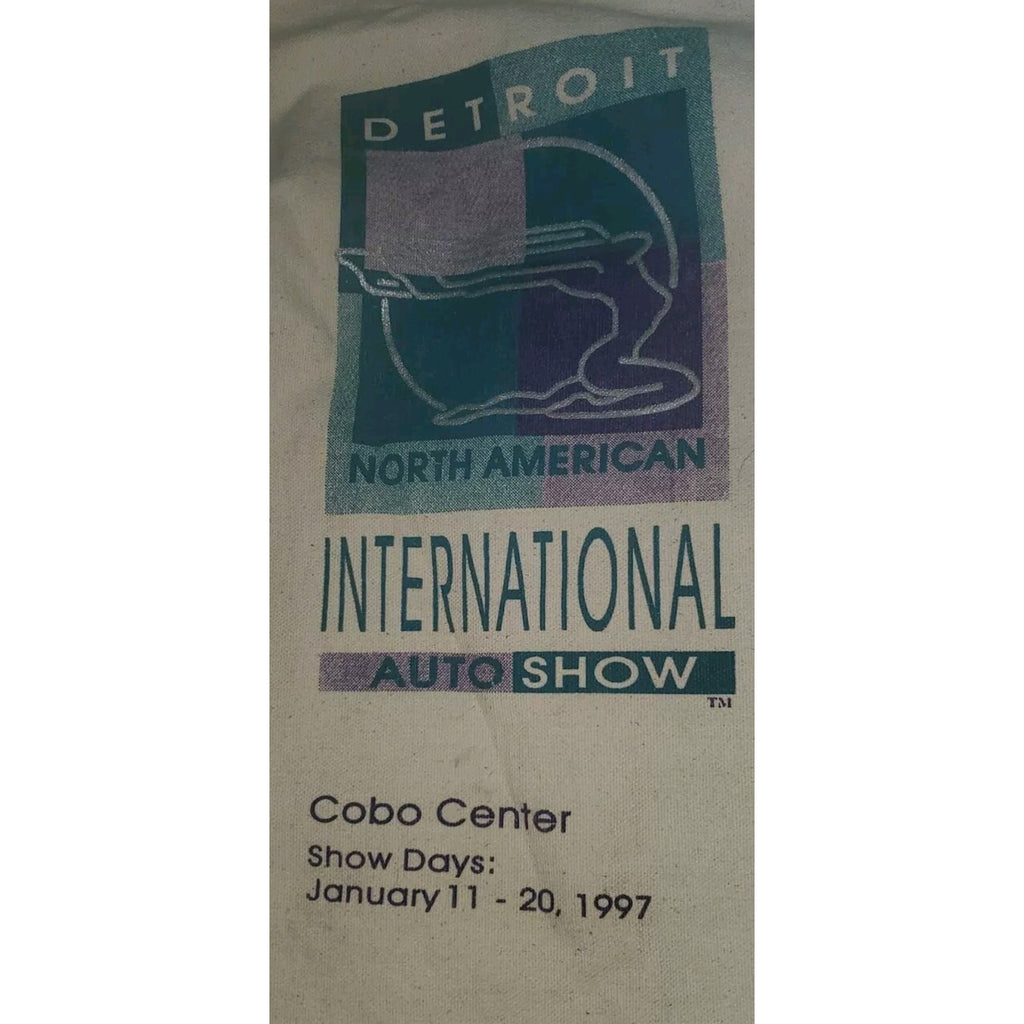 DETROIT
NORTH AMERICAN
INTERNATIONAL
AUTO SHOW
TM
Cobo Center
Show Days:
January 11 - 20, 1997